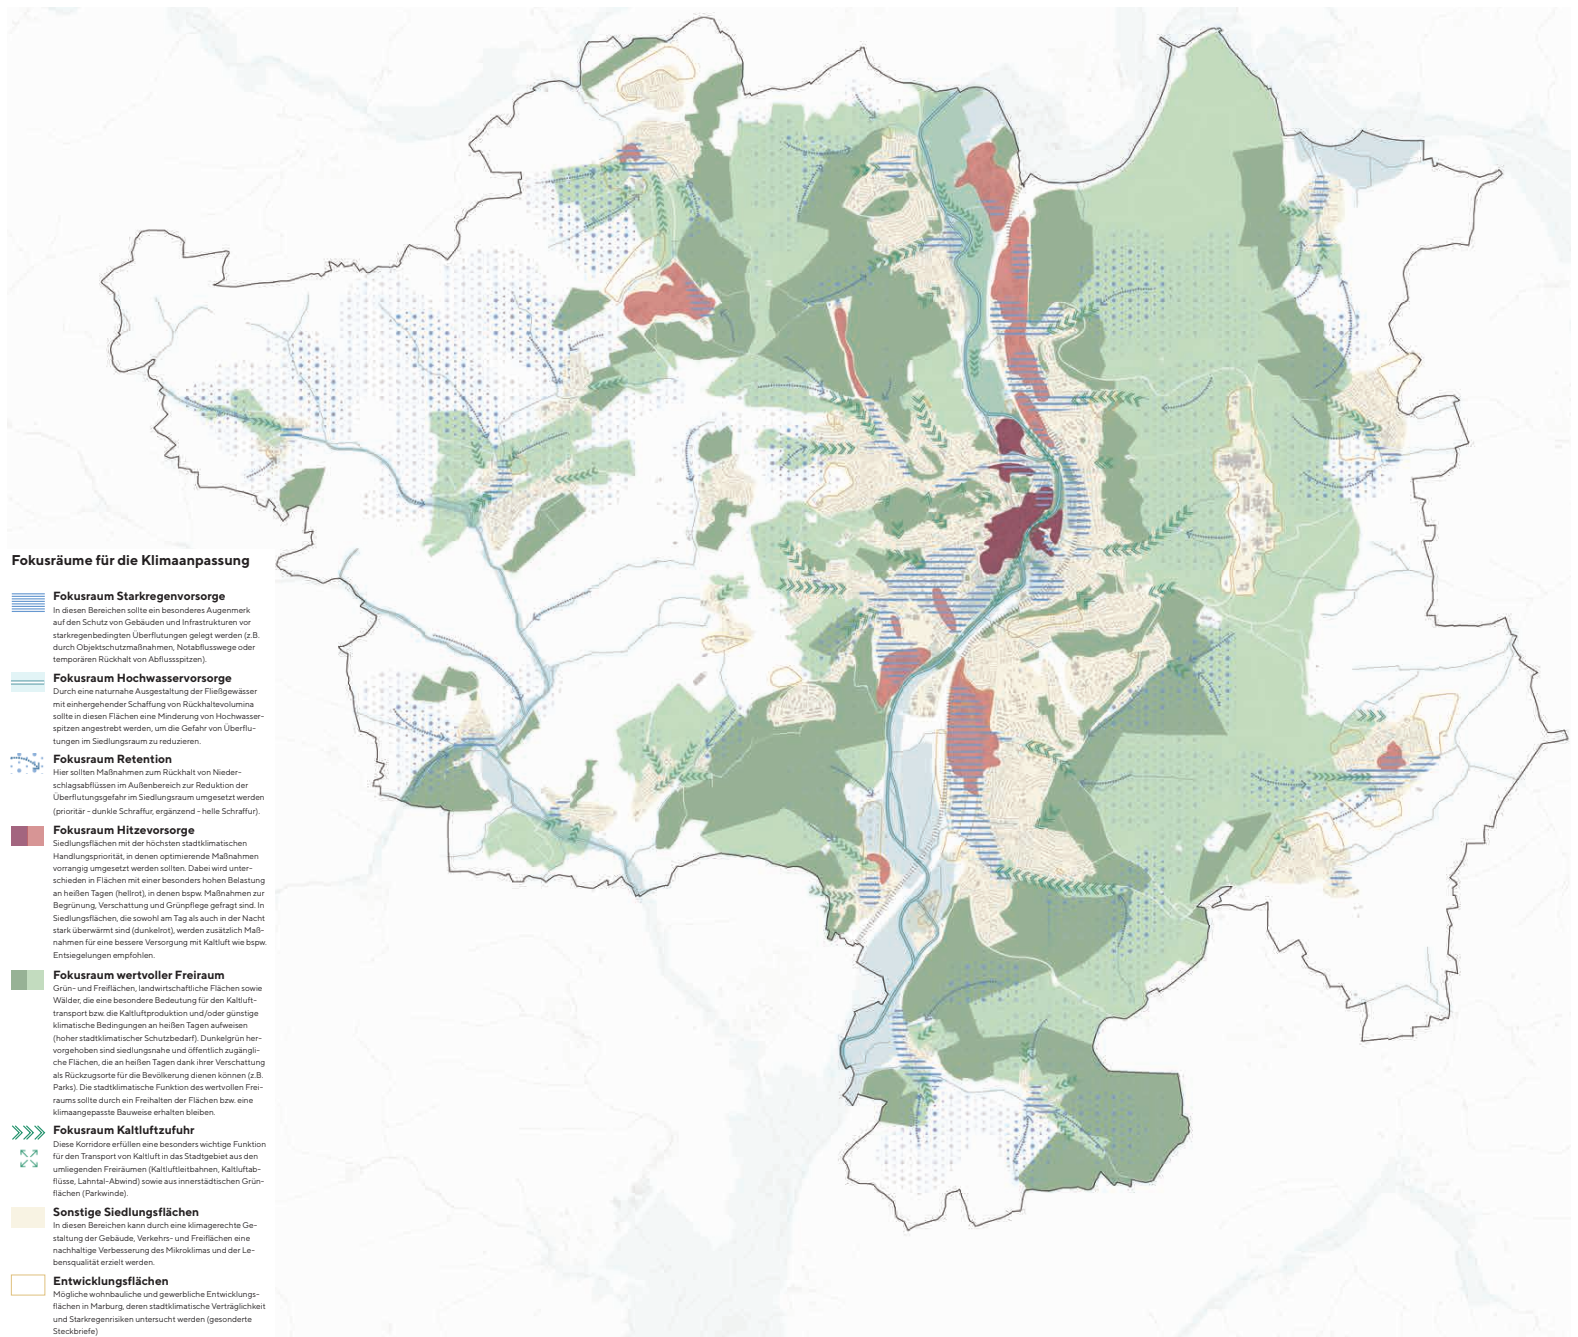 Fokusräume für die Klimaanpassung
Fokusraum Starkregenvorsorge
In diesen Bereichen sollte ein besonderes Augenmerk
auf den Schutz von Gebäuden und Infrastrukturen vor
starkregenbedingten Überflutungen gelegt werden (z.B.
durch Objektschutzmaßnahmen, Notabflusswege oder
temporären Rückhalt von Abflussspitzen).
Fokusraum Hochwasservorsorge
Durch eine naturnahe Ausgestaltung der Fließgewässer
mit einhergehender Schaffung von Rückhaltevolumina
sollte in diesen Flächen eine Minderung von Hochwasser-
spitzen angestrebt werden, um die Gefahr von Überflu-
tungen im Siedlungsraum zu reduzieren.
Fokusraum Retention
Hier sollten Maßnahmen zum Rückhalt von Nieder-
schlagsabflüssen im Außenbereich zur Reduktion der
Überflutungsgefahr im Siedlungsraum umgesetzt werden
(prioritär - dunkle Schraffur, ergänzend - helle Schraffur).
Fokusraum Hitzevorsorge
Siedlungsflächen mit der höchsten stadtklimatischen
Handlungspriorität, in denen optimierende Maßnahmen
vorrangig umgesetzt werden sollten. Dabei wird unter-
schieden in Flächen mit einer besonders hohen Belastung
an heißen Tagen (hellrot), in denen bspw. Maßnahmen zur
Begrünung, Verschattung und Grünpflege gefragt sind. In
Siedlungsflächen, die sowohl am Tag als auch in der Nacht
stark überwärmt sind (dunkelrot), werden zusätzlich Maß-
nahmen für eine bessere Versorgung mit Kaltluft wie bspw.
Entsiegelungen empfohlen.
Fokusraum wertvoller Freiraum
Grün- und Freiflächen, landwirtschaftliche Flächen sowie
Wälder, die eine besondere Bedeutung für den Kaltluft-
transport bzw. die Kaltluftproduktion und/oder günstige
klimatische Bedingungen an heißen Tagen aufweisen
(hoher stadtklimatischer Schutzbedarf). Dunkelgrün her-
vorgehoben sind siedlungsnahe und öffentlich zugängli-
che Flächen, die an heißen Tagen dank ihrer Verschattung
als Rückzugsorte für die Bevölkerung dienen können (z.B.
Parks). Die stadtklimatische Funktion des wertvollen Frei-
raums sollte durch ein Freihalten der Flächen bzw. eine
klimaangepasste Bauweise erhalten bleiben.
Fokusraum Kaltluftzufuhr
Diese Korridore erfüllen eine besonders wichtige Funktion
für den Transport von Kaltluft in das Stadtgebiet aus den
umliegenden Freiräumen (Kaltluftleitbahnen, Kaltluftab-
flüsse, Lahntal-Abwind) sowie aus innerstädtischen Grün-
flächen (Parkwinde).
Sonstige Siedlungsflächen
In diesen Bereichen kann durch eine klimagerechte Ge-
staltung der Gebäude, Verkehrs- und Freiflächen eine
nachhaltige Verbesserung des Mikroklimas und der Le-
bensqualität erzielt werden.
Entwicklungsflächen
Mögliche wohnbauliche und gewerbliche Entwicklungs-
flächen in Marburg, deren stadtklimatische Verträglichkeit
und Starkregenrisiken untersucht werden (gesonderte
Steckbriefe)